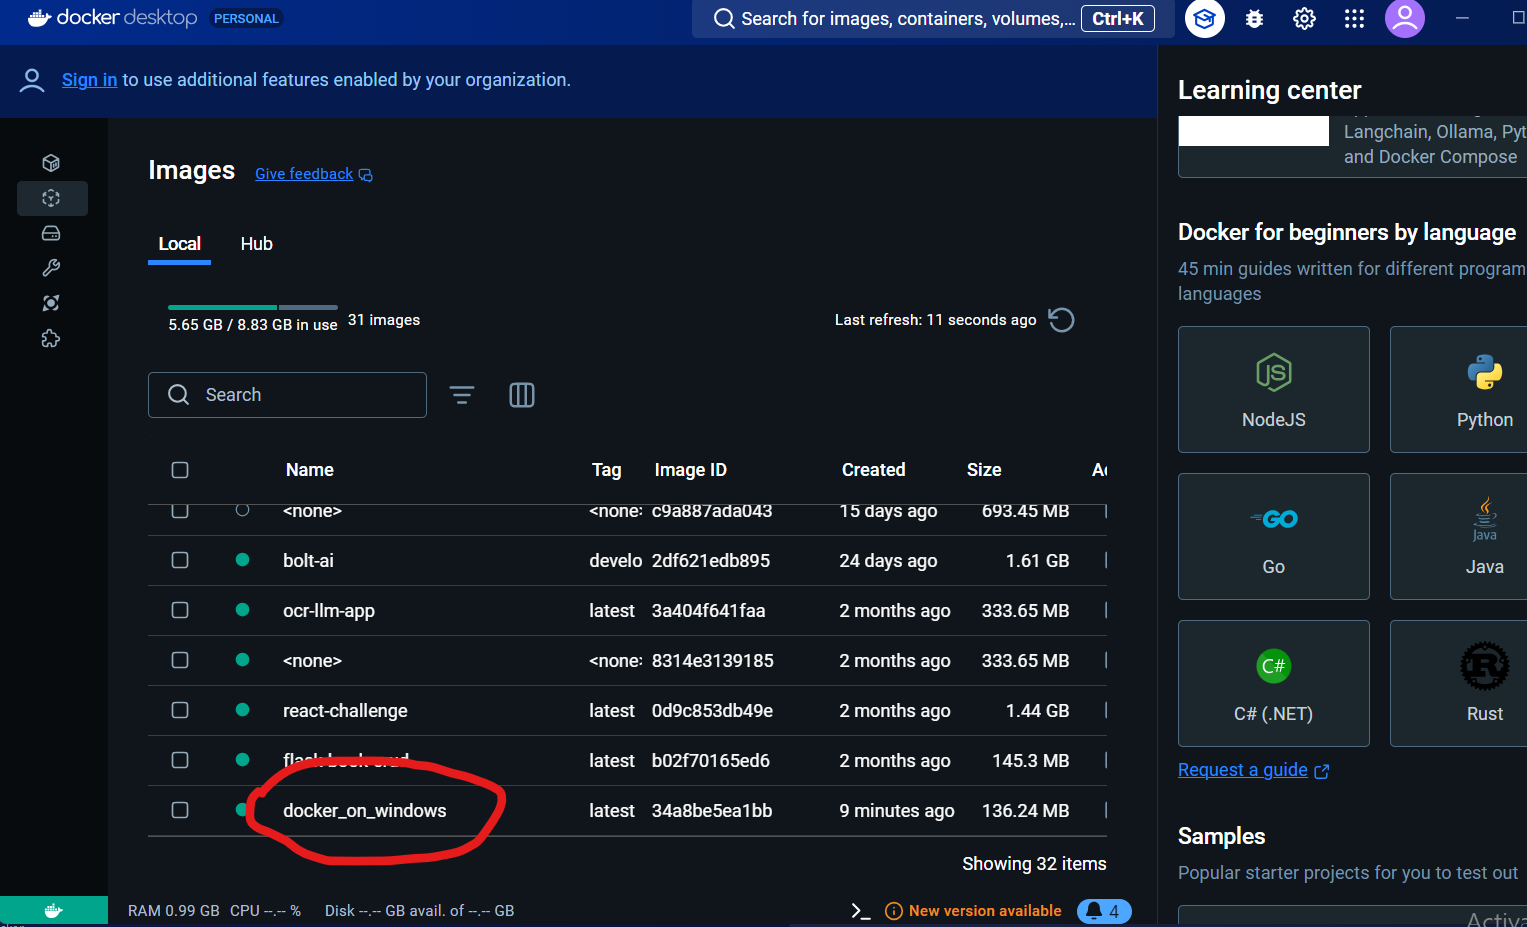 docker desktop PERSONAL
Search for images, containers, volumes,... Ctrl+K
Sign in to use additional features enabled by your organization.
Images Give feedback
Local Hub
5.65 GB / 8.83 GB in use 31 images
Last refresh: 11 seconds ago
Search
Name Tag Image ID Created Size
<none> <none> c9a887ada043 15 days ago 693.45 MB
bolt-ai develo 2df621edb895 24 days ago 1.61 GB
ocr-llm-app latest 3a404f641faa 2 months ago 333.65 MB
<none> <none> 8314e3139185 2 months ago 333.65 MB
react-challenge latest 0d9c853db49e 2 months ago 1.44 GB
latest b02f70165ed6 2 months ago 145.3 MB
docker_on_windows latest 34a8be5ea1bb 9 minutes ago 136.24 MB
Showing 32 items
RAM 0.99 GB CPU --.-- % Disk --.-- GB avail. of --.-- GB
New version available 4
Learning center
Langchain, Ollama, Pyt
and Docker Compose
Docker for beginners by language
45 min guides written for different program
languages
JS
NodeJS
Python
GO
Go
Java
Java
C#
C# (.NET)
R
Rust
Request a guide
Samples
Popular starter projects for you to test out
Activa